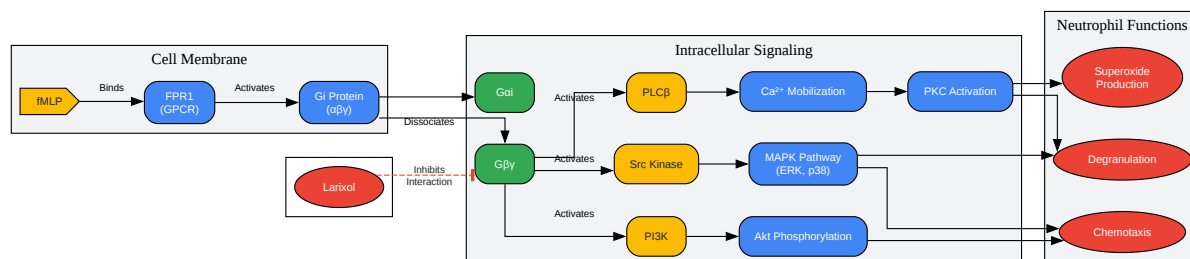 Cell Membrane
fMLP
Binds
FPR1
(GPCR)
Activates
Gi Protein
(αβγ)
Dissociates
Larixol
Inhibits
Interaction
Intracellular Signaling
Gαi
Gβγ
Activates
PLCβ
Ca²⁺ Mobilization
PKC Activation
Activates
Src Kinase
MAPK Pathway
(ERK, p38)
Activates
PI3K
Akt Phosphorylation
Neutrophil Functions
Superoxide
Production
Degranulation
Chemotaxis